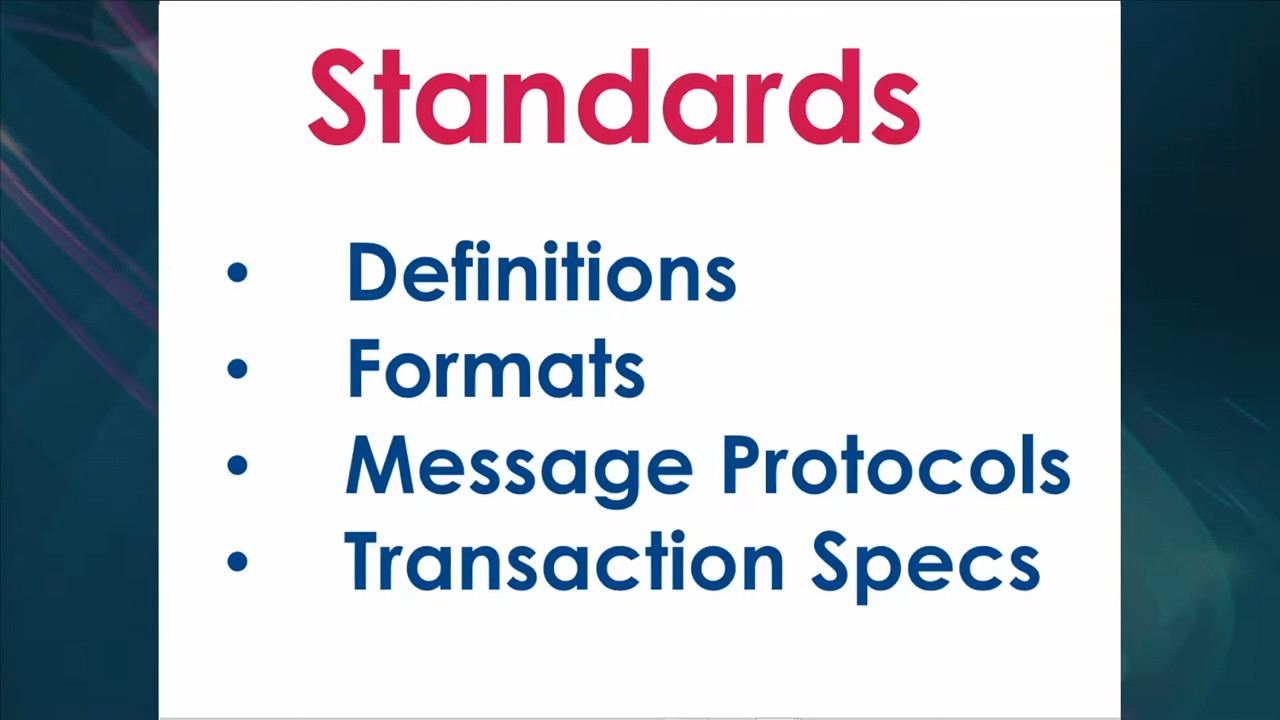 Standards
• Definitions
• Formats
• Message Protocols
• Transaction Specs